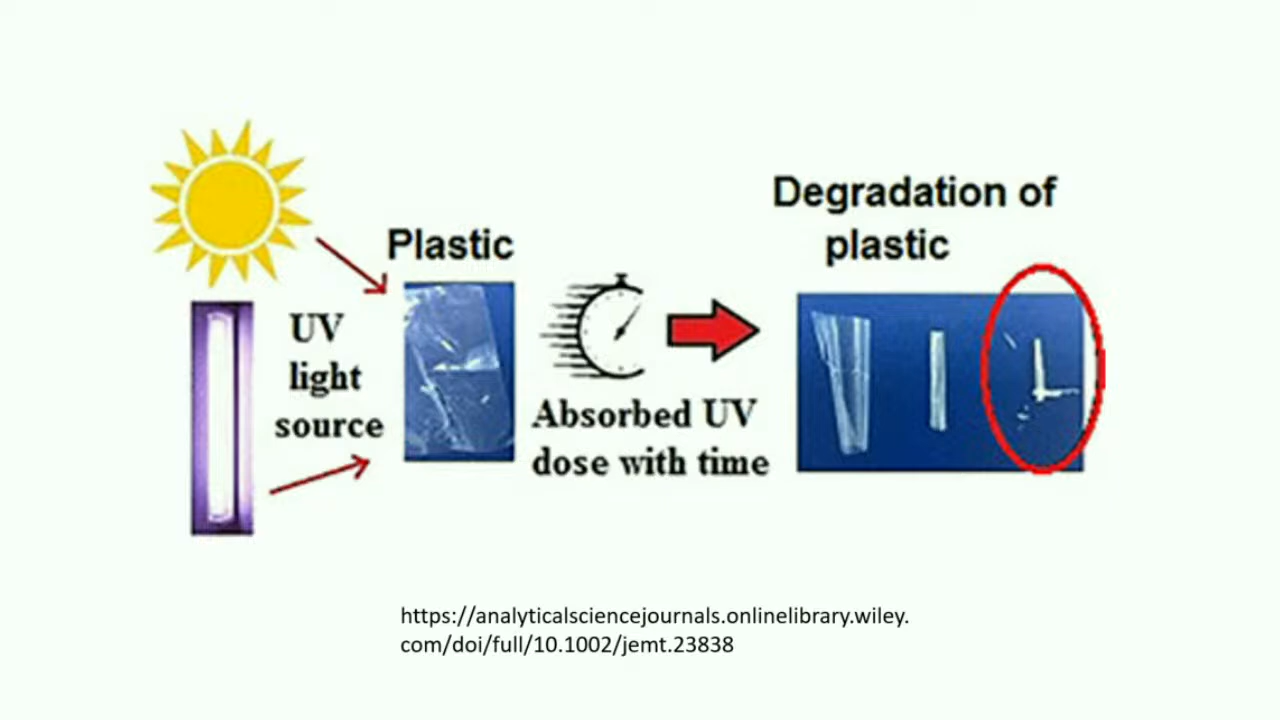 UV
light
source
Plastic
Absorbed UV
dose with time
Degradation of
plastic
https://analyticalsciencejournals.onlinelibrary.wiley.
com/doi/full/10.1002/jemt.23838